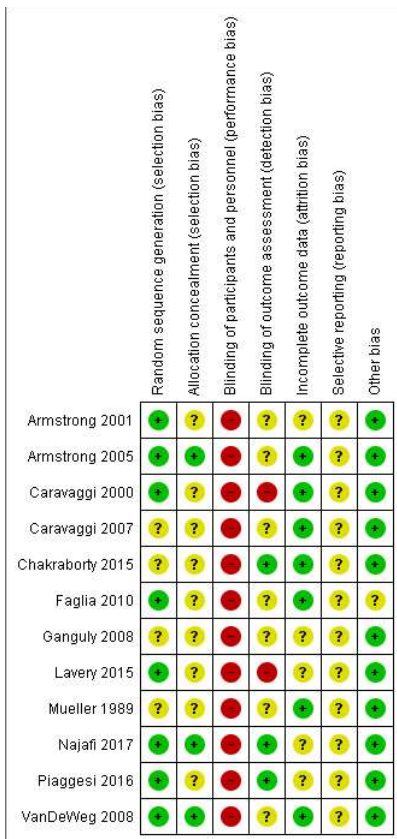 Random sequence generation (selection bias)
Allocation concealment (selection bias)
Blinding of participants and personnel (performance bias)
Blinding of outcome assessment (detection bias)
Incomplete outcome data (attrition bias)
Selective reporting (reporting bias)
Other bias
Armstrong 2001 + ? - ? ? ? +
Armstrong 2005 + + - ? + ? +
Caravaggi 2000 + ? - - + ? +
Caravaggi 2007 ? ? - ? + ? +
Chakraborty 2015 ? ? - + + ? +
Faglia 2010 + ? - ? + ? ?
Ganguly 2008 ? ? - ? ? ? +
Lavery 2015 + ? - - ? ? +
Mueller 1989 ? ? - ? + ? +
Najafi 2017 + + - + ? ? +
Piaggesi 2016 + ? - + ? ? +
VanDeWeg 2008 + + - ? + ? +